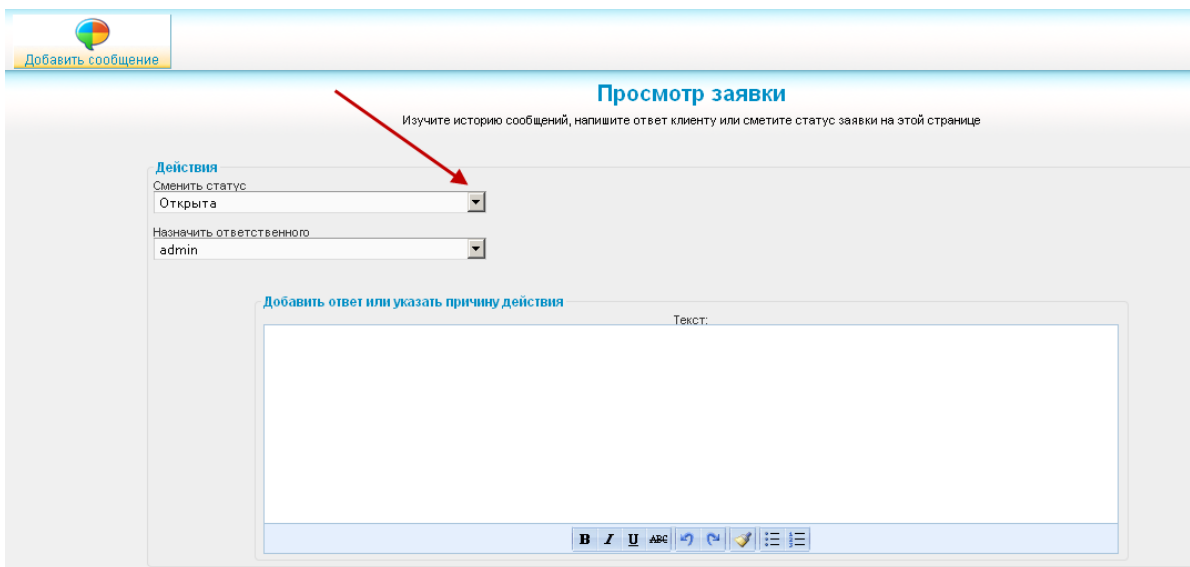 Добавить сообщение
Просмотр заявки
Изучите историю сообщений, напишите ответ клиенту или сметите статус заявки на этой странице
Действия
Сменить статус
Открыта
Назначить ответственного
admin
Добавить ответ или указать причину действия
Текст:
B I U ABC